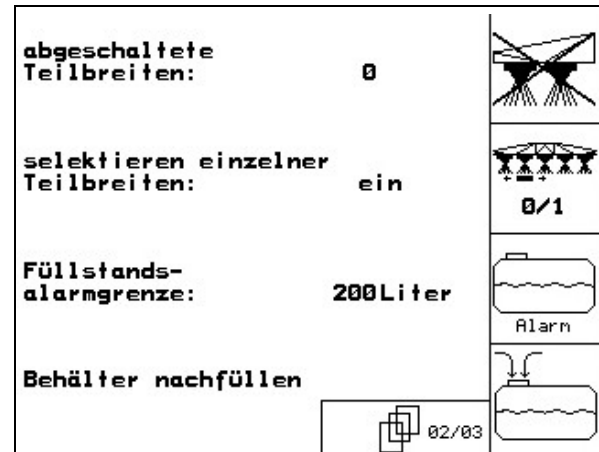 abgeschaltete
Teilbreiten: 0
selektieren einzelner
Teilbreiten: ein
0/1
Füllstands-
alarmgrenze: 200Liter
Alarm
Behälter nachfüllen
02/03